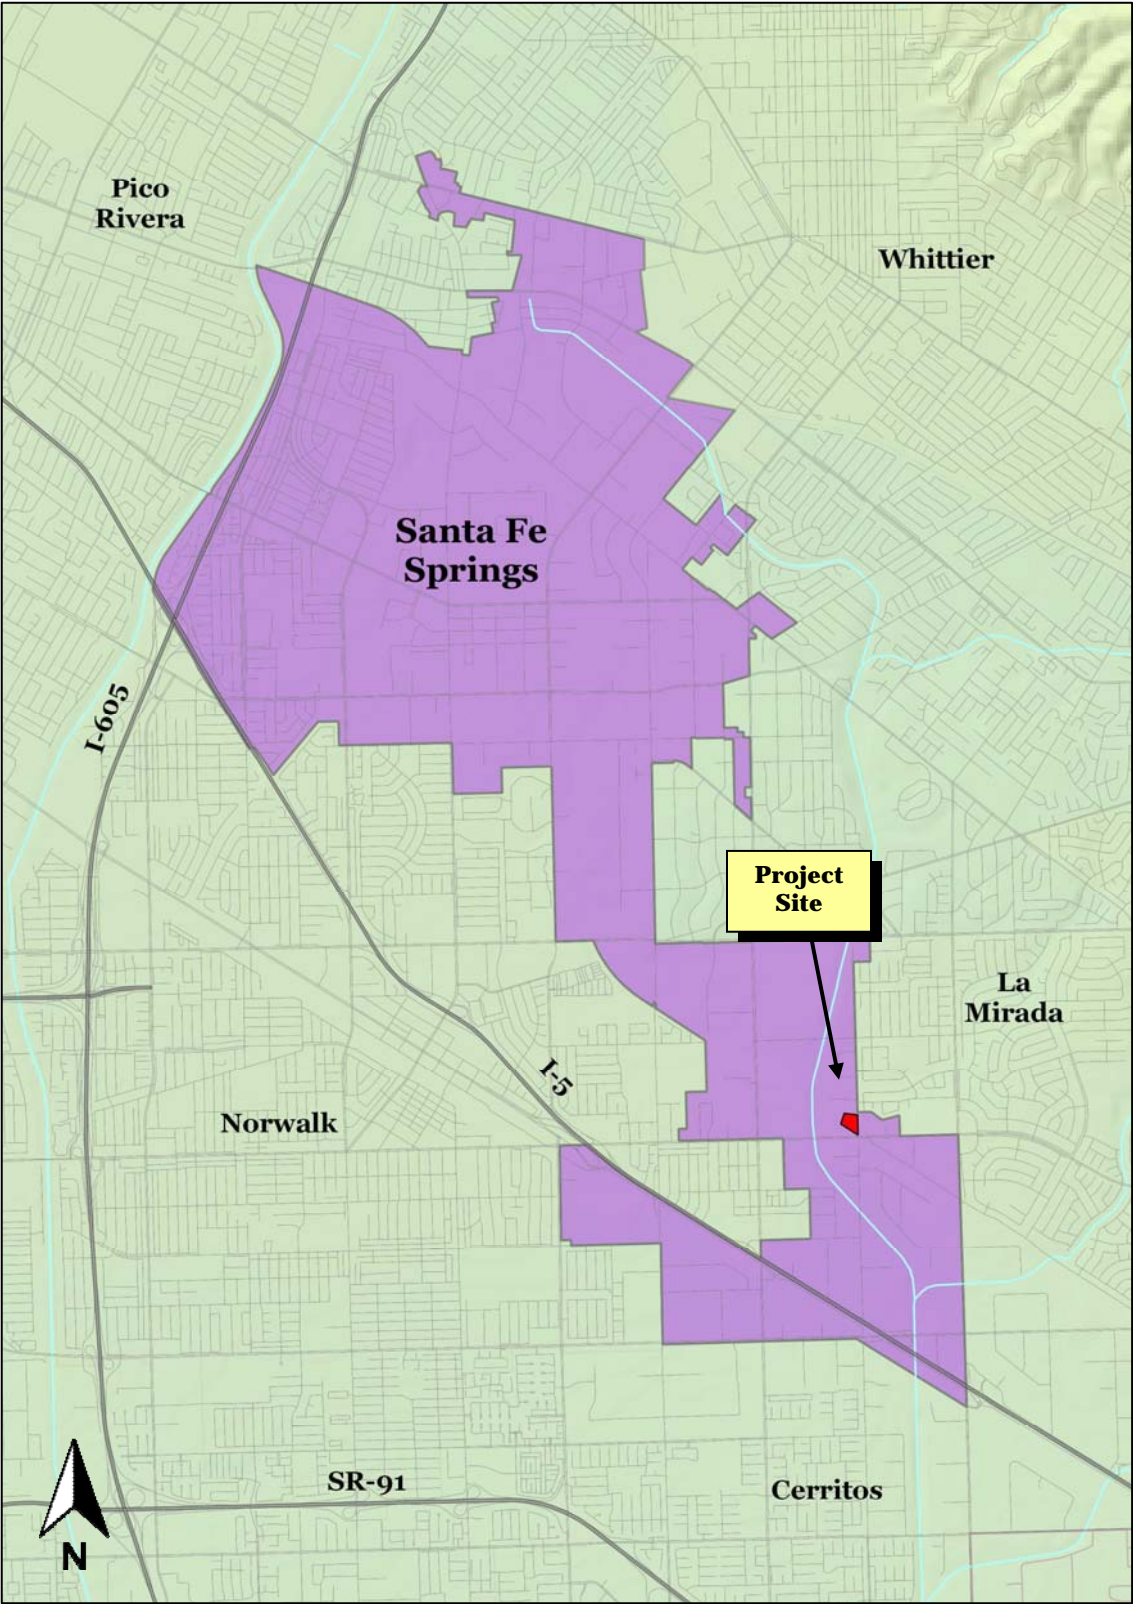 Pico
Rivera
Whittier
Santa Fe
Springs
I-605
Project
Site
La
Mirada
I-5
Norwalk
SR-91
Cerritos
N